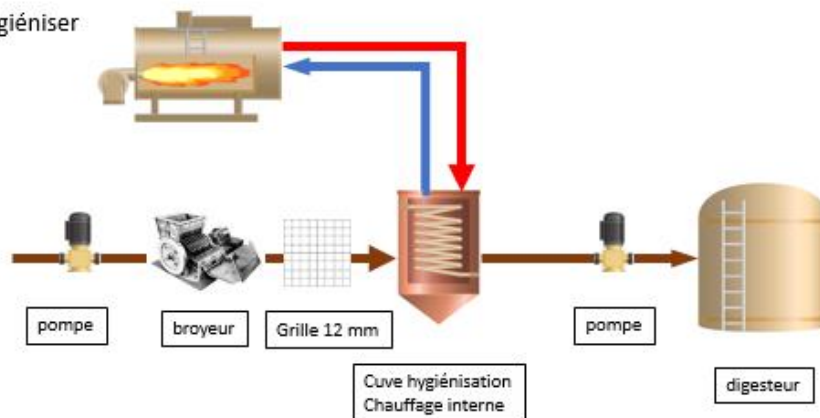 giéniser
pompe
broyeur
Grille 12 mm
pompe
Cuve hygiénisation
Chauffage interne
digesteur